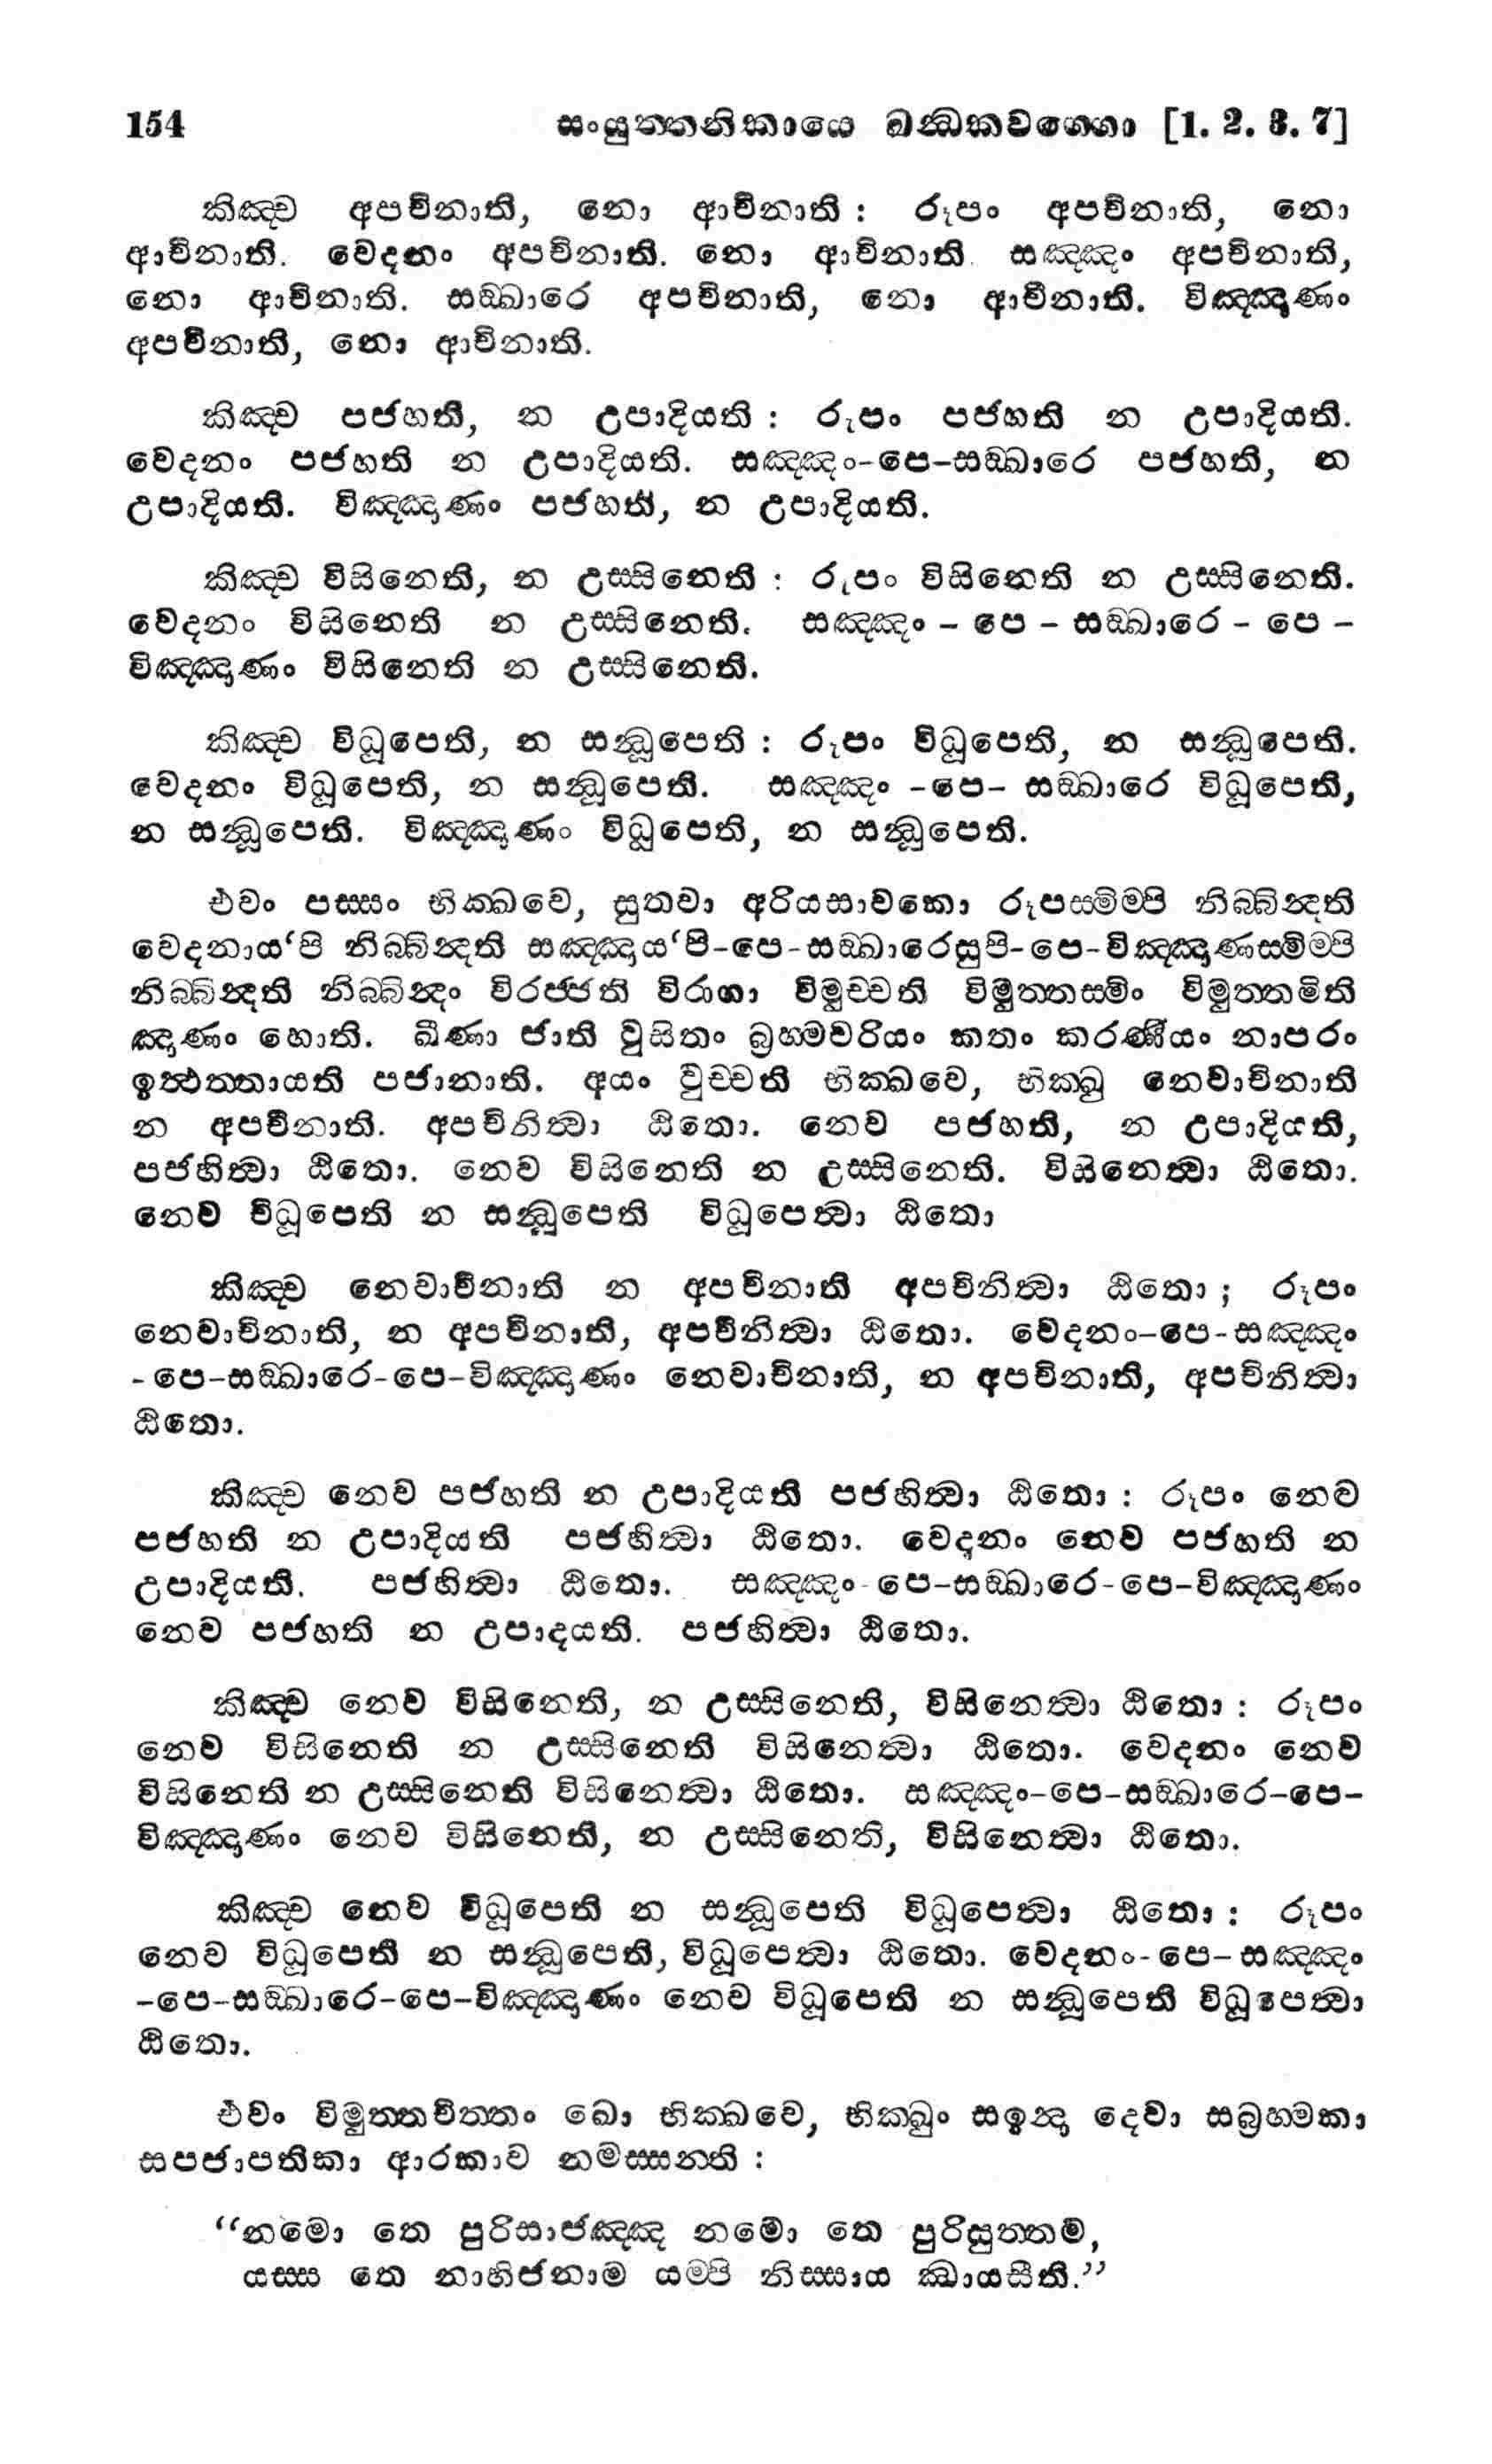 154 සංයුත්තනිකායෙ ඛන්ධකවග්ගො [1. 2. 3. 7]
කිඤ්ච අපචිනාති, නො ආචිනාති : රූපං අපචිනාති, නො
ආචිනාති. වෙදනං අපචිනාති. නො ආචිනාති. සඤ්ඤං අපචිනාති,
නො ආචිනාති. සඞ්ඛාරෙ අපචිනාති, නො ආචිනාති. විඤ්ඤාණං
අපචිනාති, නො ආචිනාති.
කිඤ්ච පජහති, න උපාදියති : රූපං පජහති න උපාදියති.
වෙදනං පජහති න උපාදියති. සඤ්ඤං-පෙ-සඞ්ඛාරෙ පජහති, න
උපාදියති. විඤ්ඤාණං පජහති, න උපාදියති.
කිඤ්ච විසිනෙති, න උස්සිනෙති : රූපං විසිනෙති න උස්සිනෙති.
වෙදනං විසිනෙති න උස්සිනෙති. සඤ්ඤං - පෙ - සඞ්ඛාරෙ - පෙ -
විඤ්ඤාණං විසිනෙති න උස්සිනෙති.
කිඤ්ච විධූපෙති, න සන්ධූපෙති : රූපං විධූපෙති, න සන්ධූපෙති.
වෙදනං විධූපෙති, න සන්ධූපෙති. සඤ්ඤං -පෙ- සඞ්ඛාරෙ විධූපෙති,
න සන්ධූපෙති. විඤ්ඤාණං විධුපෙති, න සන්ධූපෙති.
එවං පස්සං භික්ඛවෙ, සුතවා අරියසාවකො රූපස්මිම්පි නිබ්බින්දති
වෙදනාය‘පි නිබ්බින්දති සඤ්ඤාය‘පි-පෙ-සඞ්ඛාරෙසුපි-පෙ-විඤ්ඤාණස්මිම්පි
නිබ්බින්දති නිබ්බින්දං විරජ්ජති විරාගා විමුච්චති විමුත්තස්මිං විමුත්තමිති
ඤාණං හොති. ඛීණා ජාති වුසිතං බ්‍රහ්මචරියං කතං කරණීයං නාපරං
ඉත්ථත්තායති පජානාති. අයං වුච්චති භික්ඛවෙ, භික්ඛු නෙවාචිනාති
න අපචිනාති. අපචිනිත්‍වා ඨිතො. නෙව පජහති, න උපාදියති,
පජහිත්‍වා ඨිතො. නෙව විසිනෙති න උස්සිනෙති. විසිනෙත්‍වා ඨිතො.
නෙව විධූපෙති න සන්ධූපෙති විධූපෙත්‍වා ඨිතො
කිඤ්ච නෙවාචිනාති න අපචිනාති අපචිනිත්‍වා ඨිතො ; රූපං
නෙවාචිනාති, න අපචිනාති, අපචිනිත්‍වා ඨිතො. වෙදනං-පෙ-සඤ්ඤං
-පෙ-සඞ්ඛාරෙ-පෙ-විඤ්ඤාණං නෙවාචිනාති, න අපචිනාති, අපචිනිත්‍වා
ඨිතො.
කිඤ්ච නෙව පජහති න උපාදියති පජහිත්‍වා ඨිතො : රූපං නෙව
පජහති න උපාදියති පජහිත්‍වා ඨිතො. වෙදනං නෙව පජහති න
උපාදියති. පජහිත්‍වා ඨිතො. සඤ්ඤං-පෙ-සඞ්ඛාරෙ-පෙ-විඤ්ඤාණං
නෙව පජහති න උපාදයති. පජහිත්‍වා ඨිතො.
කිඤ්ච නෙව විසිනෙති, න උස්සිනෙති, විසිනෙත්‍වා ඨිතො : රූපං
නෙව විසිනෙති න උස්සිනෙති විසිනෙත්‍වා ඨිතො. වෙදනං නෙව
විසිනෙති න උස්සිනෙති විසිනෙත්‍වා ඨිතො. සඤ්ඤං-පෙ-සඞ්ඛාරෙ-පෙ-
විඤ්ඤාණං නෙව විසිනෙති, න උස්සිනෙති, විසිනෙත්‍වා ඨිතො.
කිඤ්ච නෙව විධූපෙති න සන්ධූපෙති විධූපෙත්‍වා ඨිතො : රූපං
නෙව විධූපෙති න සන්ධූපෙති, විධූපෙත්‍වා ඨිතො. වෙදනං-පෙ-සඤ්ඤං
-පෙ-සඞ්ඛාරෙ-පෙ-විඤ්ඤාණං නෙව විධූපෙති න සන්ධූපෙති විධූපෙත්‍වා
ඨිතො.
එවං විමුත්තචිත්තං ඛො භික්ඛවෙ, භික්ඛුං සඉන්දා දෙවා සබ්‍රහ්මකා
සපජාපතිකා ආරකාව නමස්සන්ති :
“නමො තෙ පුරිසාජඤ්ඤ නමො තෙ පුරිසුත්තම,
යස්ස තෙ නාභිජනාම යම්පි නිස්සාය ඣායසීති.”